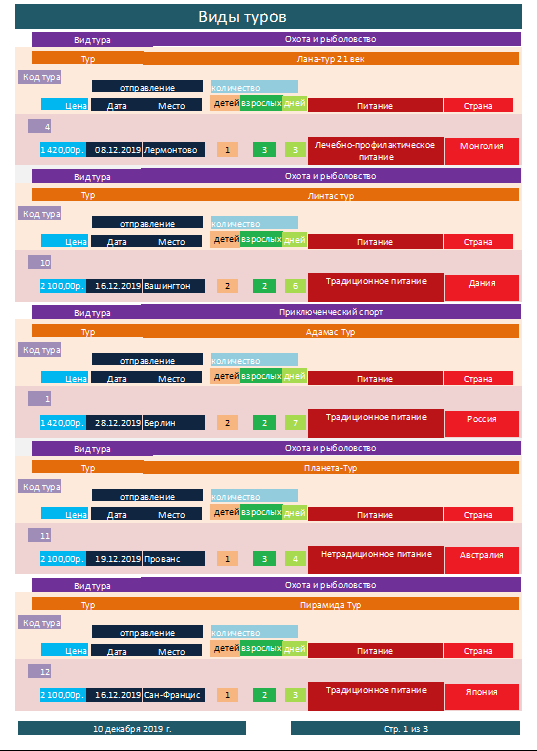 Виды туров
Вид тура Охота и рыболовство
Тур Лана-тур 21 век
Код тура
отправление количество
Цена Дата Место детей взрослых дней Питание Страна
4
1 420,00р. 08.12.2019 Лермонтово 1 3 3 Лечебно-профилактическое питание Монголия
Вид тура Охота и рыболовство
Тур Линтас тур
Код тура
отправление количество
Цена Дата Место детей взрослых дней Питание Страна
10
2 100,00р. 16.12.2019 Вашингтон 2 2 6 Традиционное питание Дания
Вид тура Приключенческий спорт
Тур Адамас Тур
Код тура
отправление количество
Цена Дата Место детей взрослых дней Питание Страна
1
1 420,00р. 28.12.2019 Берлин 2 2 7 Традиционное питание Россия
Вид тура Охота и рыболовство
Тур Планета-Тур
Код тура
отправление количество
Цена Дата Место детей взрослых дней Питание Страна
11
2 100,00р. 19.12.2019 Прованс 1 3 4 Нетрадиционное питание Австралия
Вид тура Охота и рыболовство
Тур Пирамида Тур
Код тура
отправление количество
Цена Дата Место детей взрослых дней Питание Страна
12
2 100,00р. 16.12.2019 Сан-Францис 1 2 3 Традиционное питание Япония
10 декабря 2019 г. Стр. 1 из 3